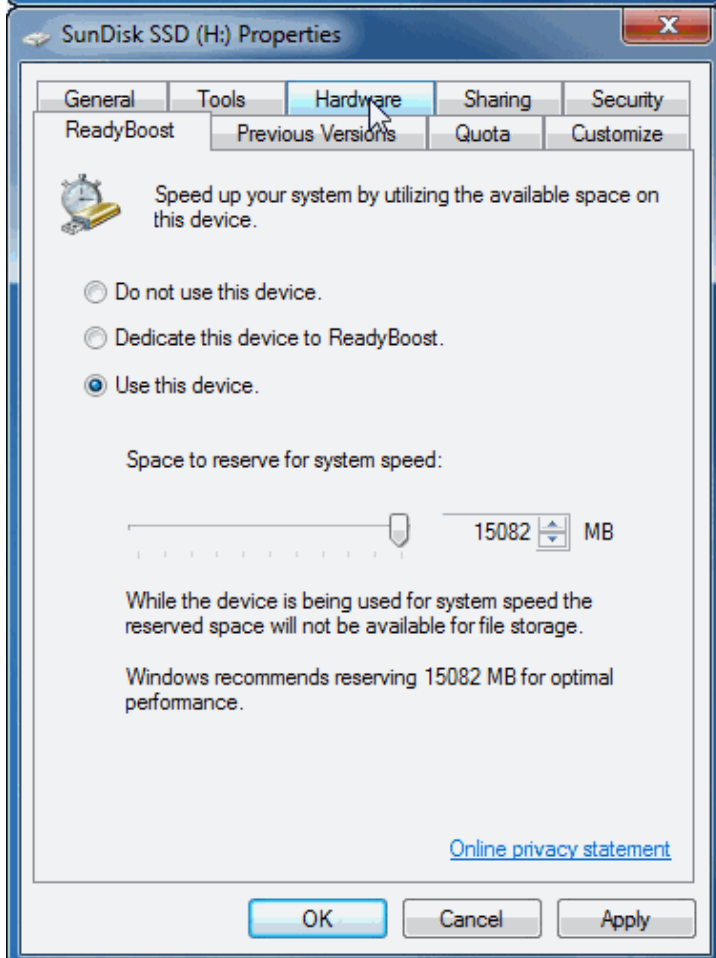 SunDisk SSD (H:) Properties
General Tools Hardware Sharing Security
ReadyBoost Previous Versions Quota Customize
Speed up your system by utilizing the available space on
this device.
Do not use this device.
Dedicate this device to ReadyBoost.
Use this device.
Space to reserve for system speed:
15082 MB
While the device is being used for system speed the
reserved space will not be available for file storage.
Windows recommends reserving 15082 MB for optimal
performance.
Online privacy statement
OK Cancel Apply